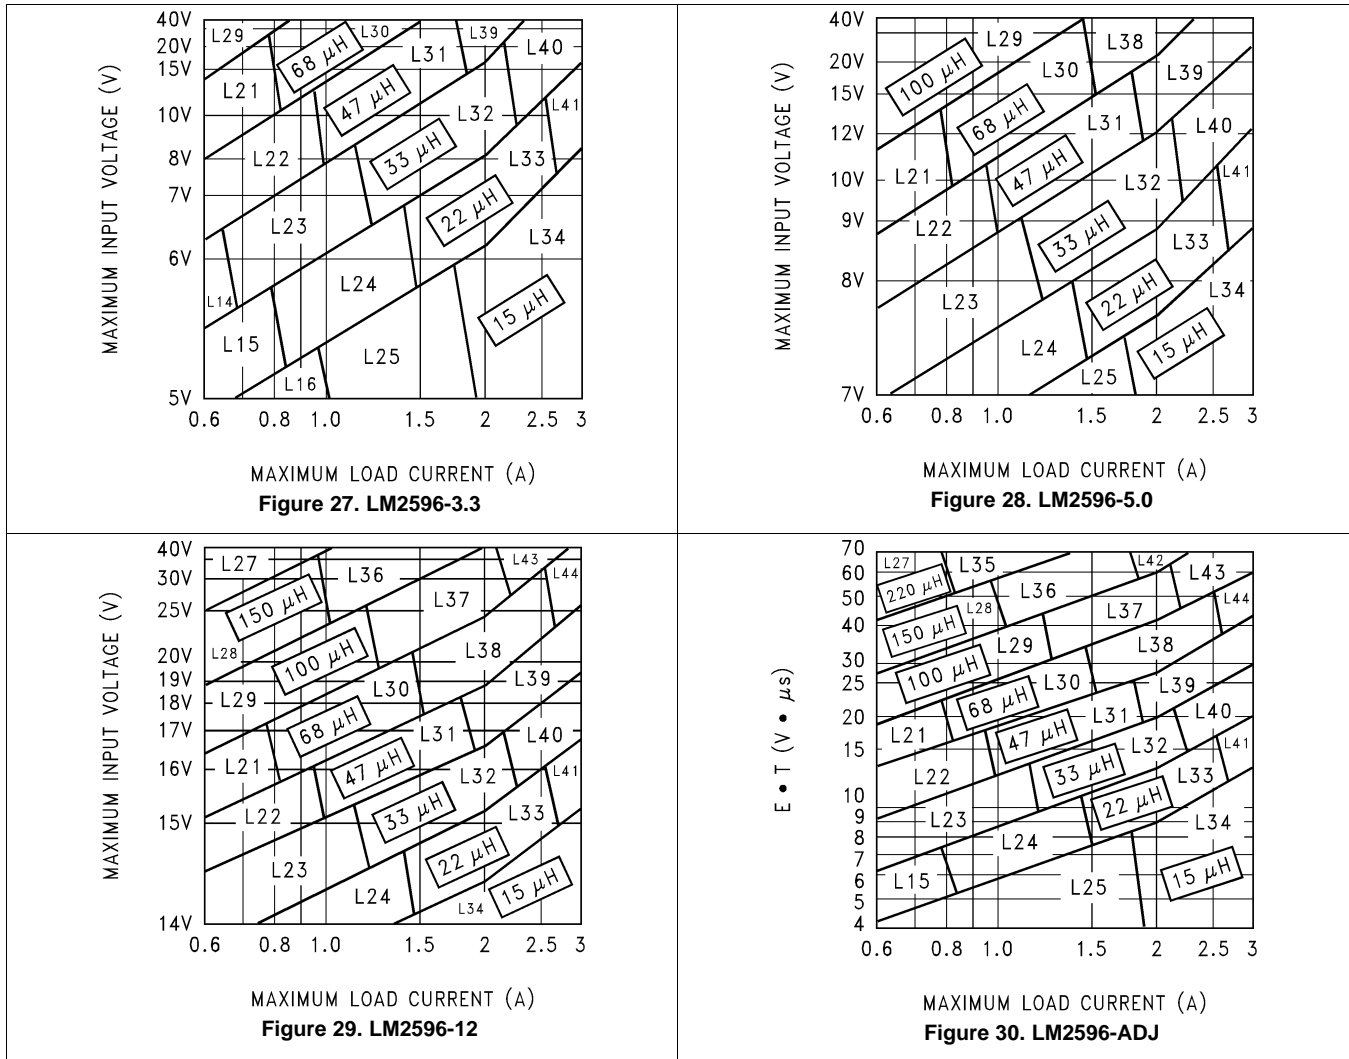 MAXIMUM INPUT VOLTAGE (V)
40V
20V
15V
10V
8V
7V
6V
5V
L29
L30
L39
L40
68 μH
L31
L21
47 μH
L32
L41
L22
33 μH
L33
L23
22 μH
L34
L14
L24
15 μH
L15
L25
L16
0.6 0.8 1.0 1.5 2 2.5 3
MAXIMUM LOAD CURRENT (A)
Figure 27. LM2596-3.3
MAXIMUM INPUT VOLTAGE (V)
40V
20V
15V
12V
10V
9V
8V
7V
L29
L38
100 μH
L30
L39
68 μH
L31
L40
L21
47 μH
L32
L41
L22
33 μH
L33
L23
22 μH
L34
L24
15 μH
L25
0.6 0.8 1.0 1.5 2 2.5 3
MAXIMUM LOAD CURRENT (A)
Figure 28. LM2596-5.0
MAXIMUM INPUT VOLTAGE (V)
40V
30V
25V
20V
19V
18V
17V
16V
15V
14V
L27
L36
L43
L44
150 μH
L37
L28
100 μH
L38
L29
L30
L39
68 μH
L31
L40
L21
47 μH
L32
L41
L22
33 μH
L33
L23
22 μH
L24
L34
15 μH
0.6 0.8 1.0 1.5 2 2.5 3
MAXIMUM LOAD CURRENT (A)
Figure 29. LM2596-12
E • T (V • μs)
70
60
50
40
30
25
20
15
10
9
8
7
6
5
4
L27
L35
L42
L43
220 μH
L36
L44
L28
L37
150 μH
L29
L38
100 μH
L30
L39
68 μH
L31
L40
L21
47 μH
L32
L41
L22
33 μH
L33
L23
22 μH
L34
L24
15 μH
L15
L25
0.6 0.8 1.0 1.5 2 2.5 3
MAXIMUM LOAD CURRENT (A)
Figure 30. LM2596-ADJ